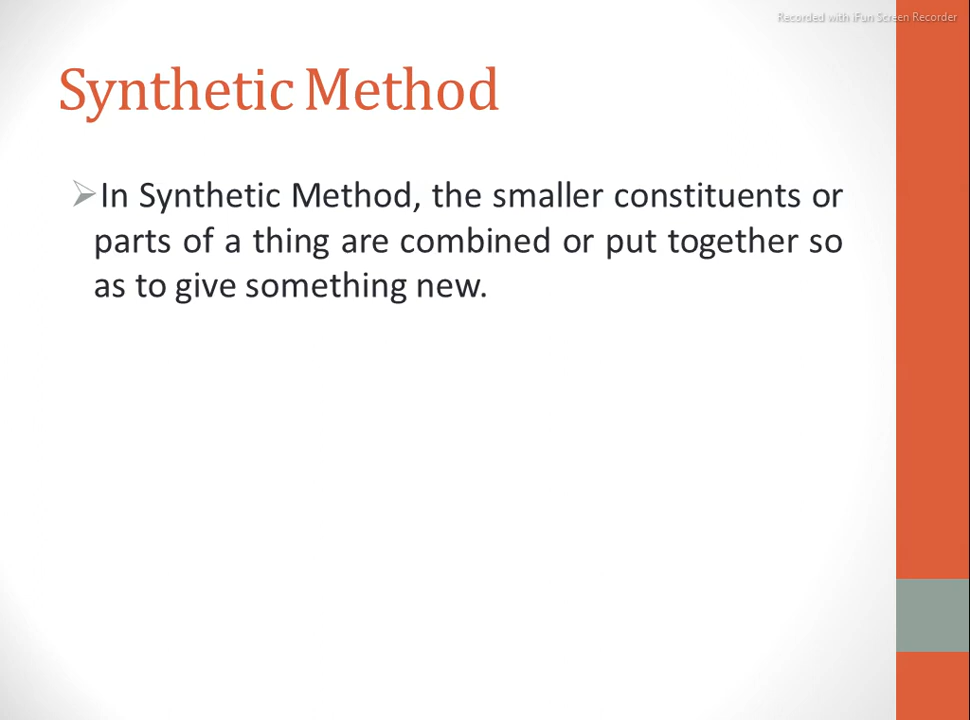 Recorded with iFun Screen Recorder
Synthetic Method
In Synthetic Method, the smaller constituents or
parts of a thing are combined or put together so
as to give something new.